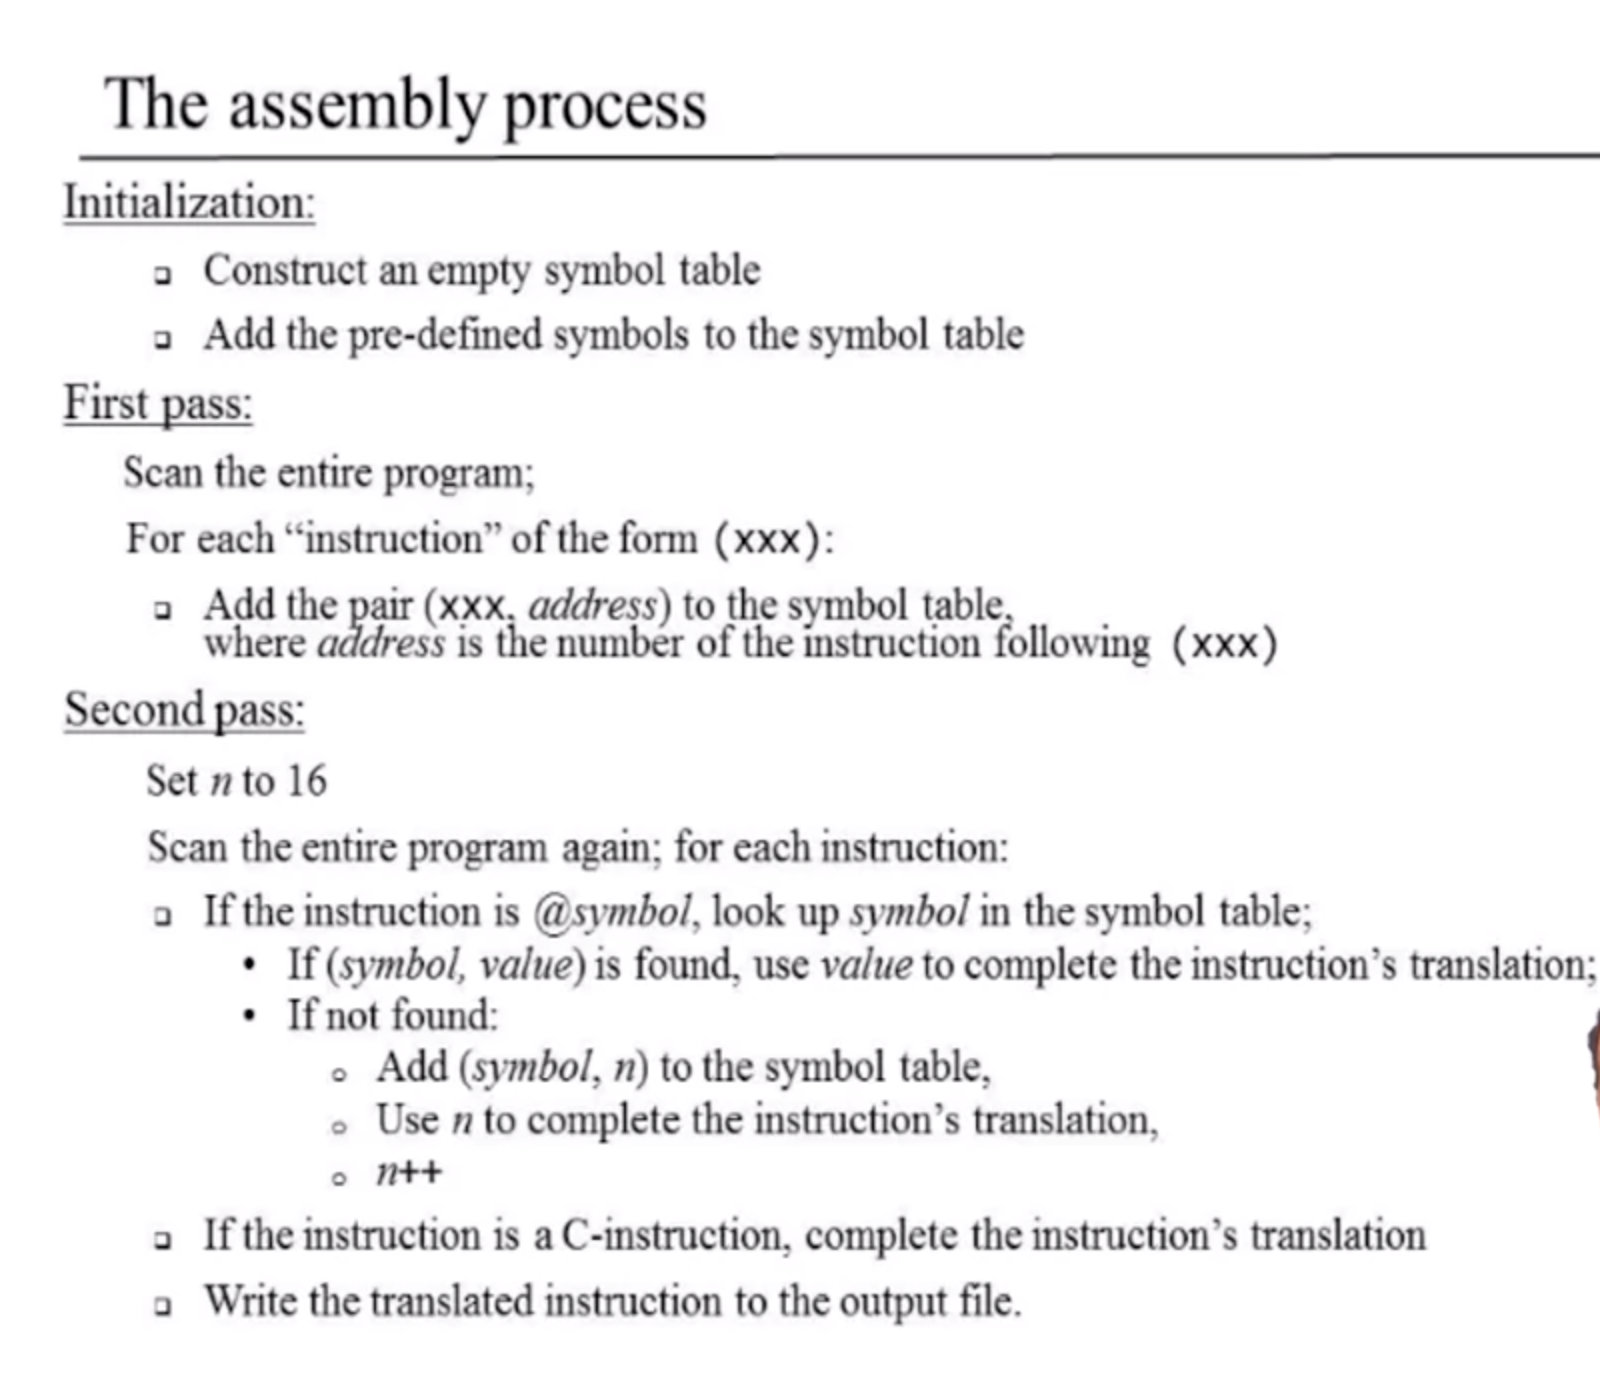 The assembly process
Initialization:
Construct an empty symbol table
Add the pre-defined symbols to the symbol table
First pass:
Scan the entire program;
For each “instruction” of the form (xxx):
Add the pair (xxx, address) to the symbol table,
where address is the number of the instruction following (xxx)
Second pass:
Set n to 16
Scan the entire program again; for each instruction:
If the instruction is @symbol, look up symbol in the symbol table;
• If (symbol, value) is found, use value to complete the instruction’s translation;
• If not found:
Add (symbol, n) to the symbol table,
Use n to complete the instruction’s translation,
n++
If the instruction is a C-instruction, complete the instruction’s translation
Write the translated instruction to the output file.